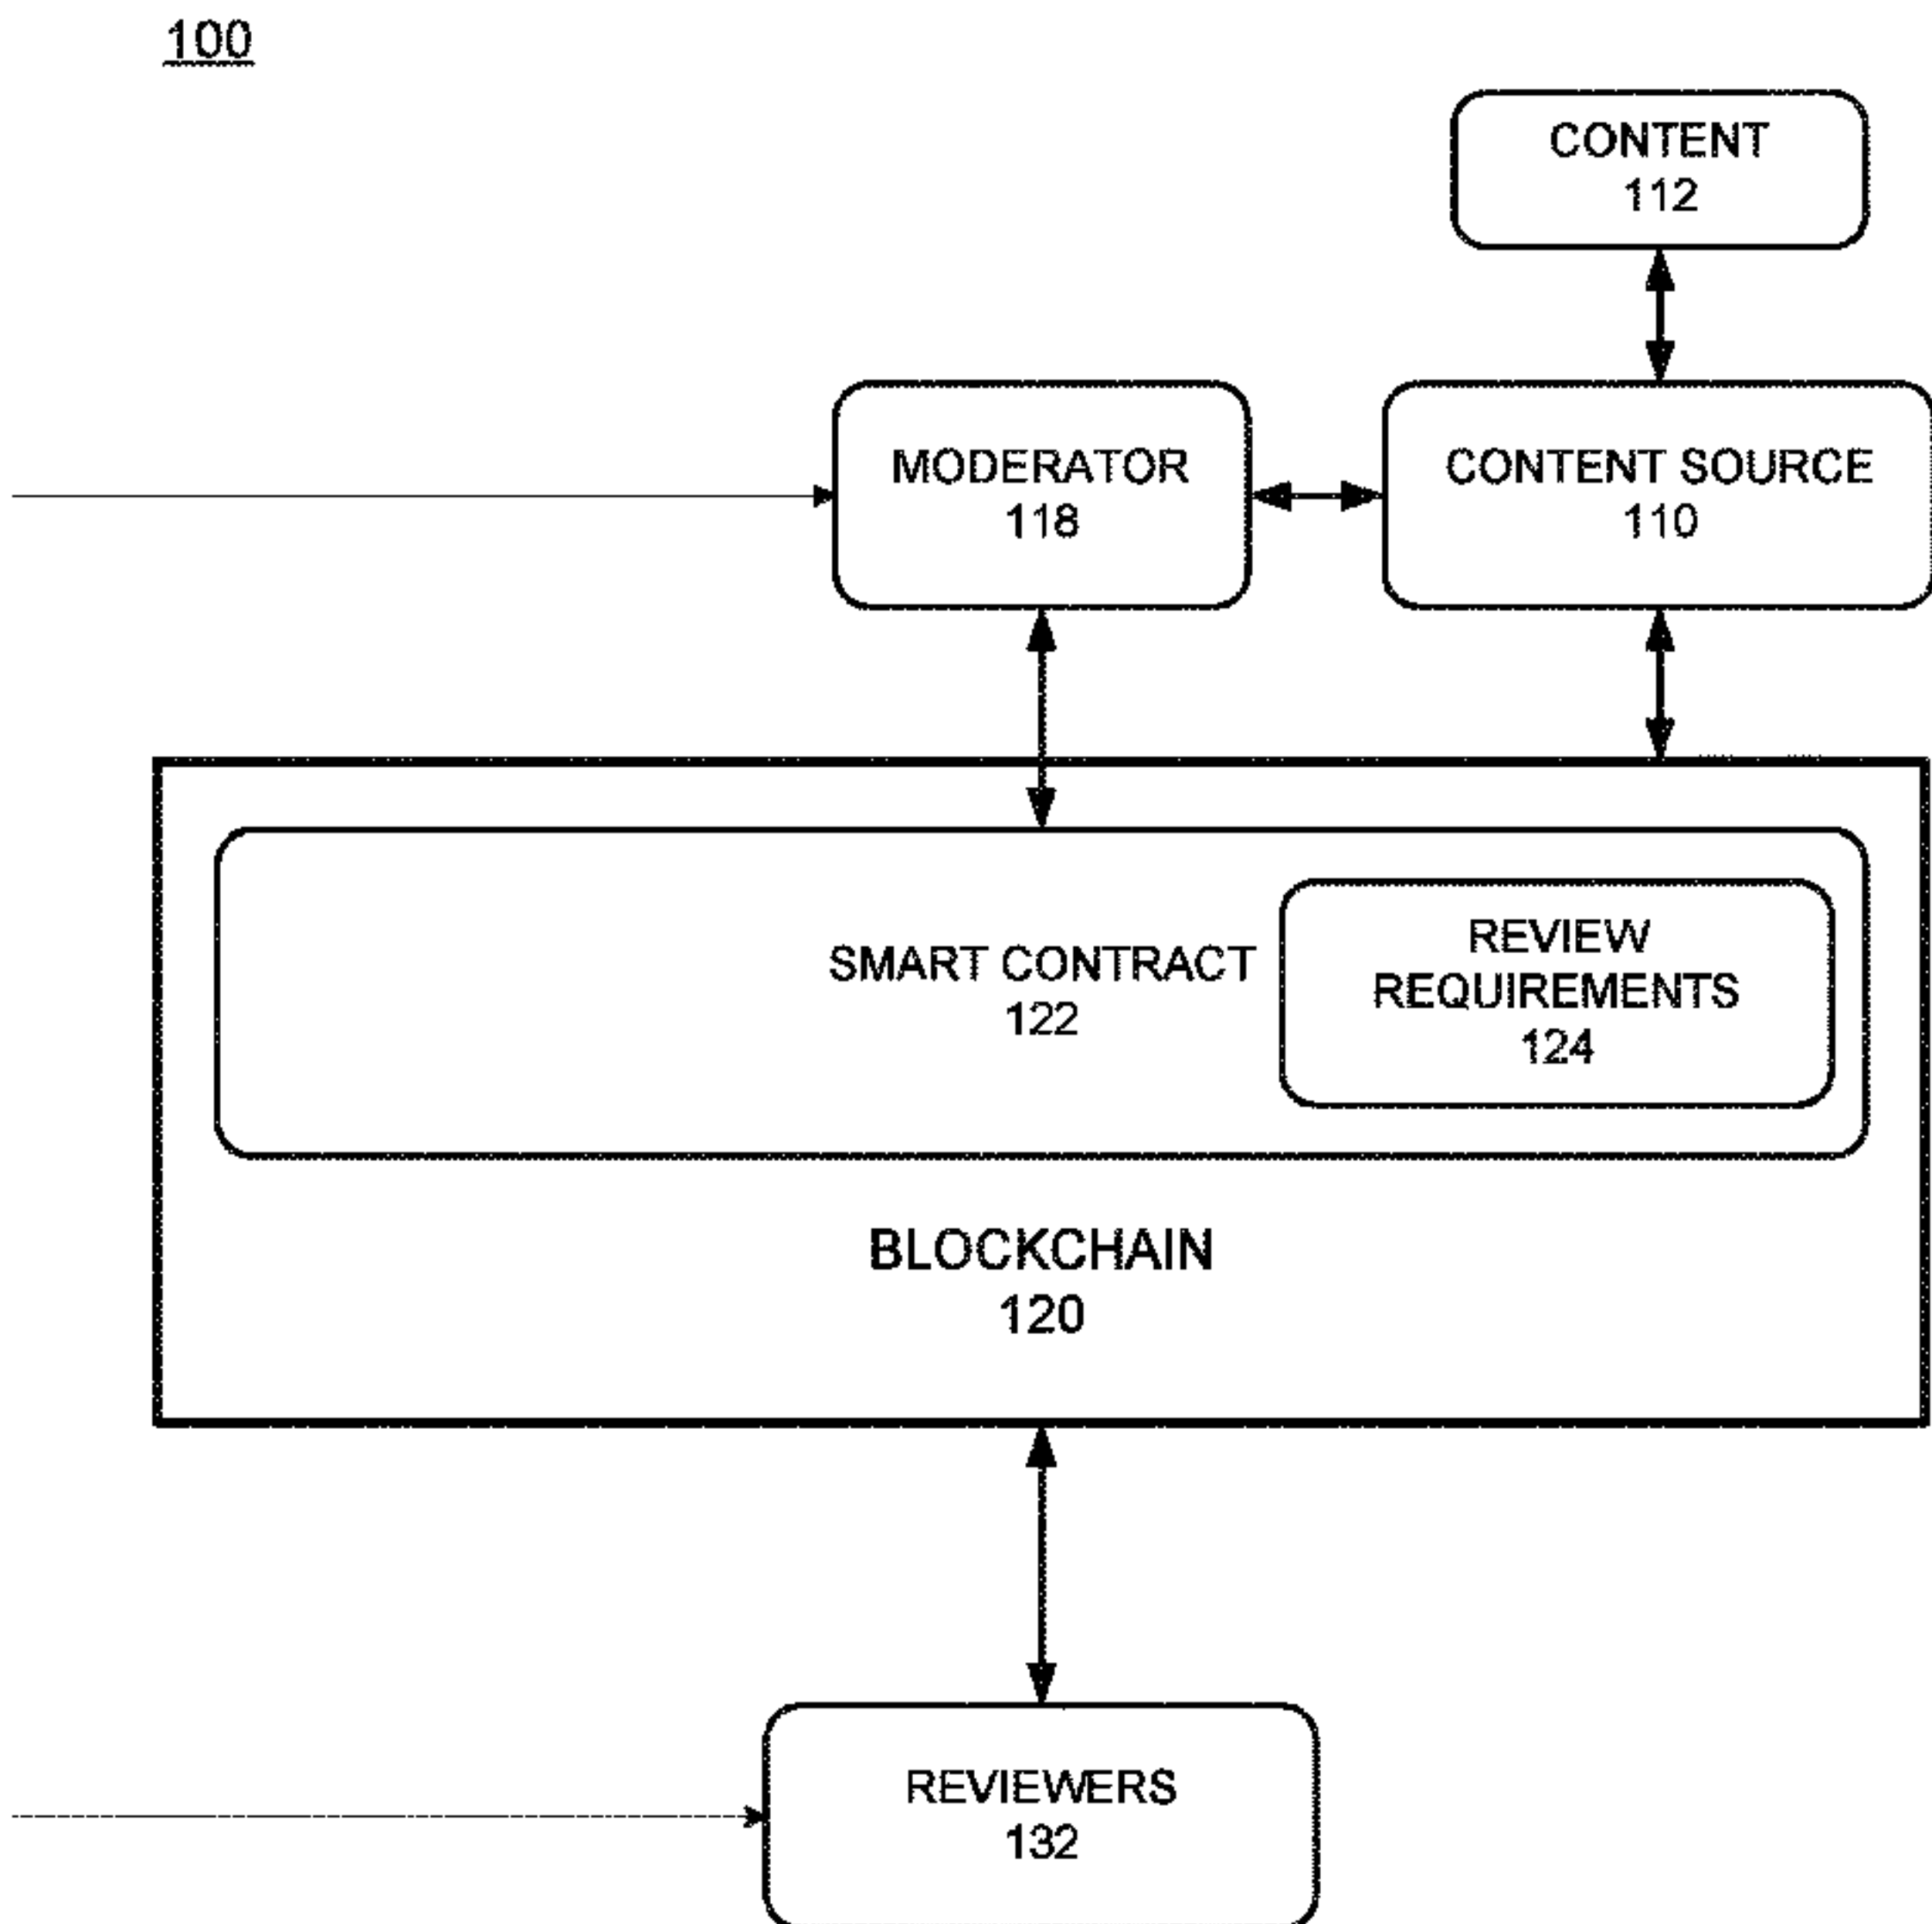 100
CONTENT
112
MODERATOR
118
CONTENT SOURCE
110
SMART CONTRACT
122
REVIEW
REQUIREMENTS
124
BLOCKCHAIN
120
REVIEWERS
132